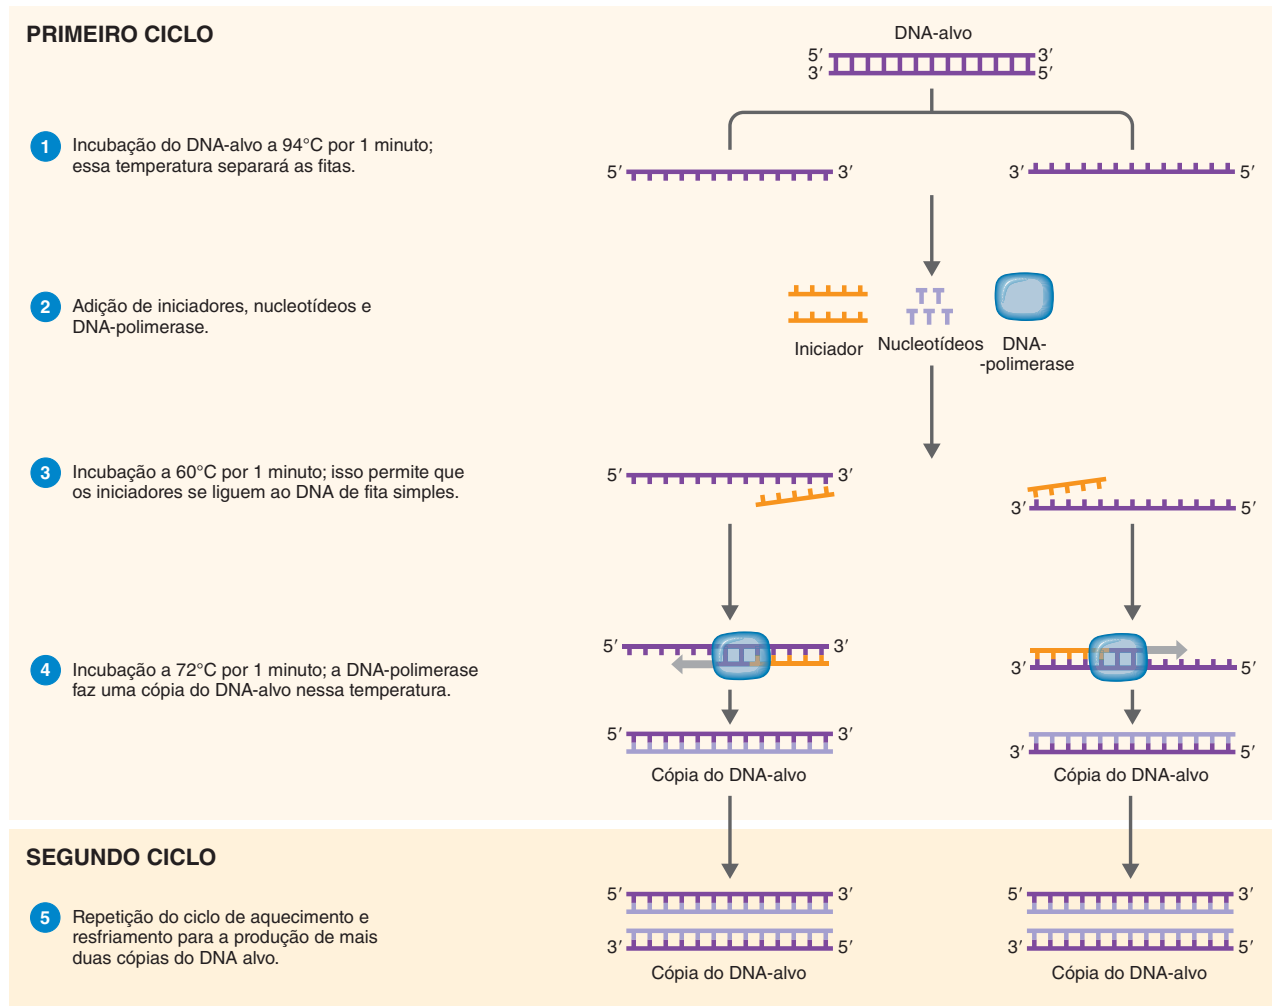 PRIMEIRO CICLO
DNA-alvo
5′ 3′
3′ 5′
1 Incubação do DNA-alvo a 94°C por 1 minuto;
essa temperatura separará as fitas.
5′ 3′ 3′ 5′
2 Adição de iniciadores, nucleotídeos e
DNA-polimerase.
Iniciador Nucleotídeos DNA-
-polimerase
3 Incubação a 60°C por 1 minuto; isso permite que
os iniciadores se liguem ao DNA de fita simples.
5′ 3′
3′ 5′
4 Incubação a 72°C por 1 minuto; a DNA-polimerase
faz uma cópia do DNA-alvo nessa temperatura.
5′ 3′
3′ 5′
5′ 3′
3′ 5′
Cópia do DNA-alvo Cópia do DNA-alvo
SEGUNDO CICLO
5 Repetição do ciclo de aquecimento e
resfriamento para a produção de mais
duas cópias do DNA alvo.
5′ 3′ 5′ 3′
3′ 5′ 3′ 5′
Cópia do DNA-alvo Cópia do DNA-alvo